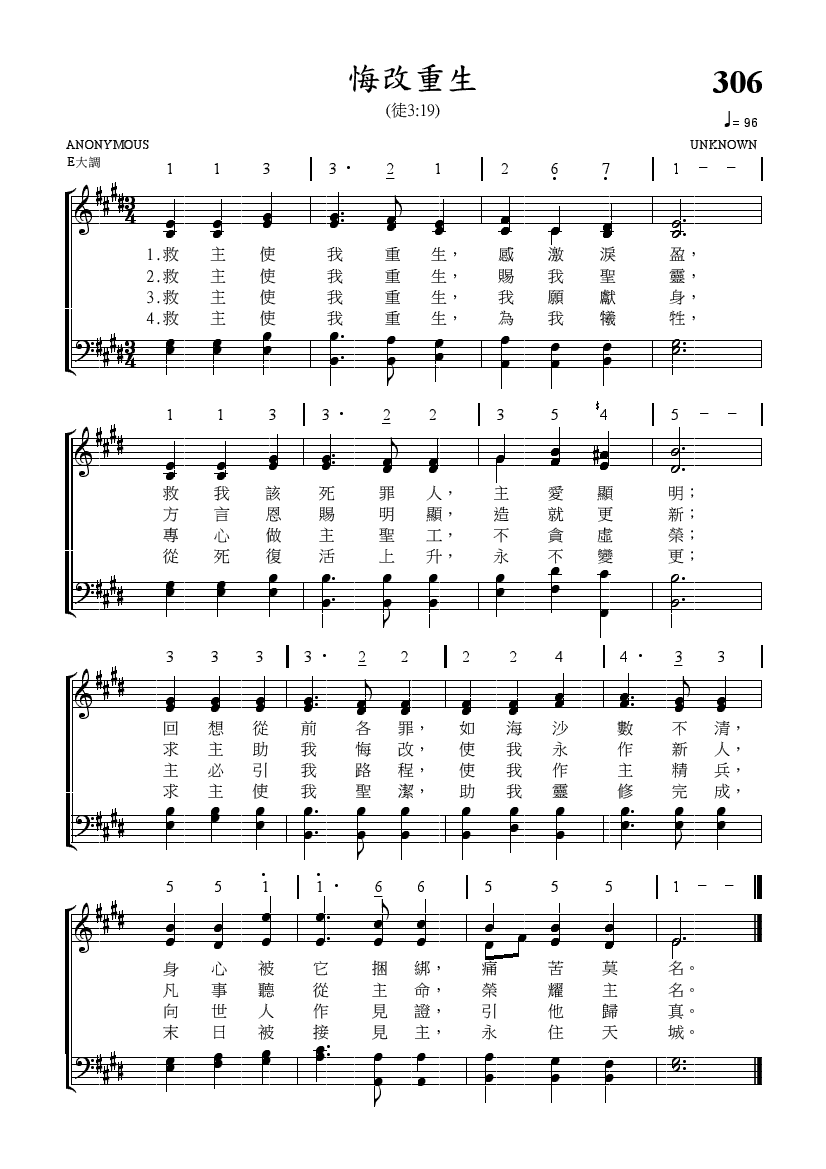 悔改重生
306
(徒3:19)
♩= 96
ANONYMOUS
UNKNOWN
E大調
1 1 3 | 3 · 2 1 | 2 6 7 | 1 – – |
1.救主使我重生，感激淚盈，
2.救主使我重生，賜我聖靈，
3.救主使我重生，我願獻身，
4.救主使我重生，為我犧牲，
1 1 3 | 3 · 2 2 | 3 5 ♯4 | 5 – – |
救我該死罪人，主愛顯明；
方言恩賜明顯，造就更新；
專心做主聖工，不貪虛榮；
從死復活上升，永不變更；
3 3 3 | 3 · 2 2 | 2 2 4 | 4 · 3 3 |
回想從前各罪，如海沙數不清，
求主助我悔改，使我永作新人，
主必引我路程，使我作主精兵，
求主使我聖潔，助我靈修完成，
5 5 1 | 1 · 6 6 | 5 5 5 | 1 – –
身心被它捆綁，痛苦莫名。
凡事聽從主命，榮耀主名。
向世人作見證，引他歸真。
末日被接見主，永住天城。